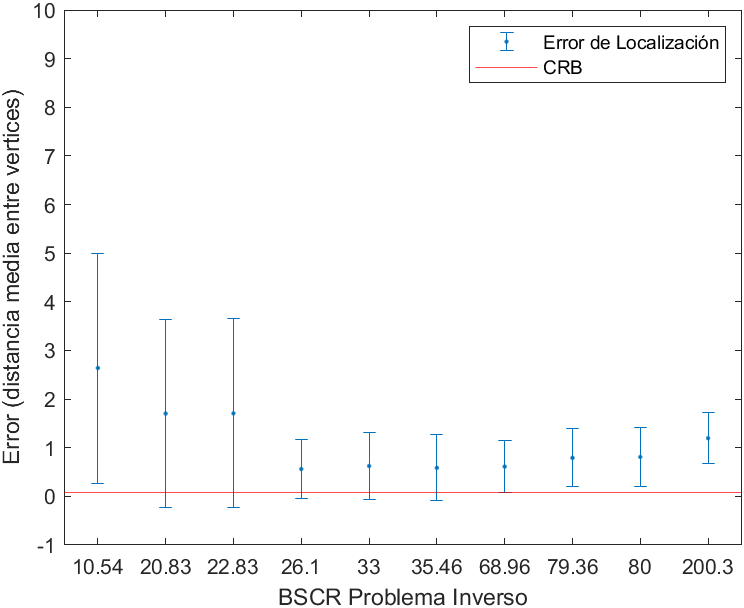 10
9
8
7
6
5
4
3
2
1
0
-1
Error (distancia media entre vertices)
Error de Localización
CRB
10.54 20.83 22.83 26.1 33 35.46 68.96 79.36 80 200.3
BSCR Problema Inverso